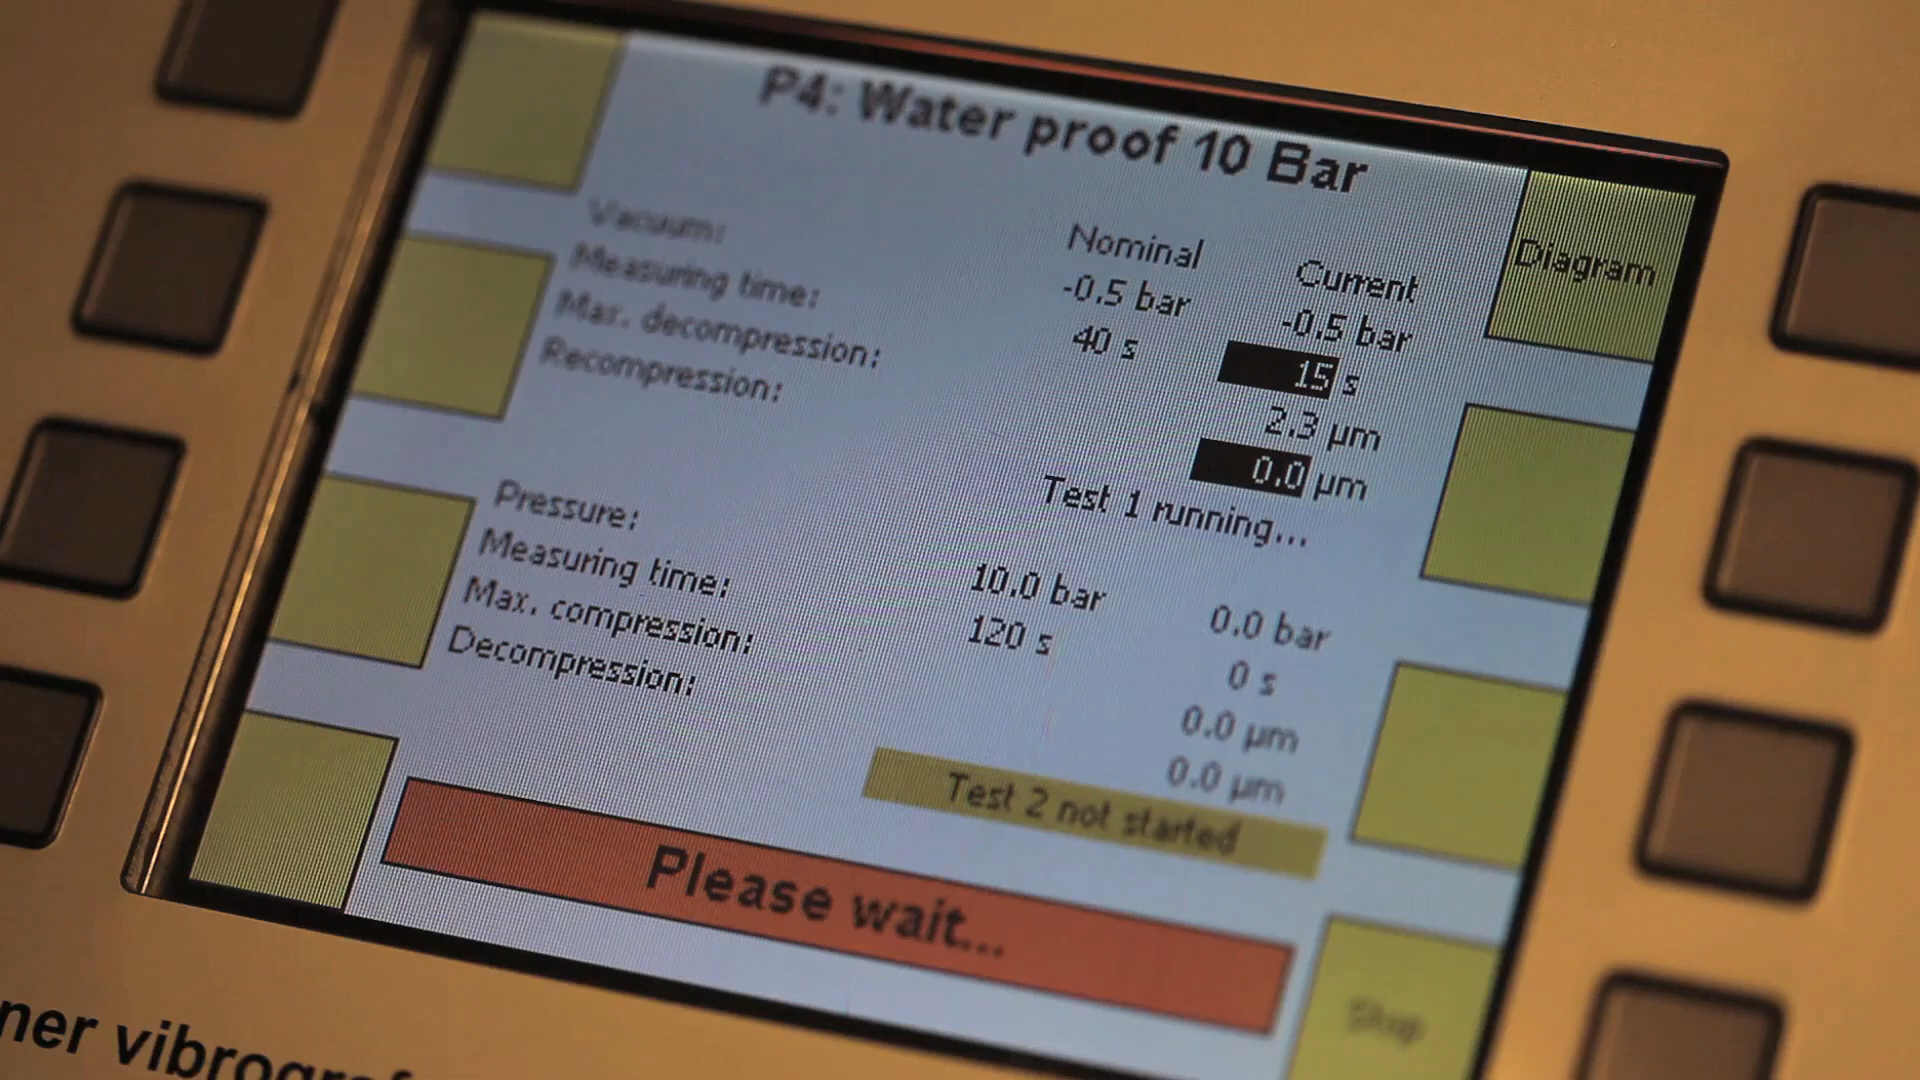 P4: Water proof 10 Bar
Nominal Current
Vacuum: -0.5 bar -0.5 bar
Measuring time: 40 s 15 s
Max. decompression: 2.3 µm
Recompression: 0.0 µm
Test 1 running...
Pressure: 10.0 bar 0.0 bar
Measuring time: 120 s 0 s
Max. compression: 0.0 µm
Decompression: 0.0 µm
Test 2 not started
Please wait...
Diagram
Stop